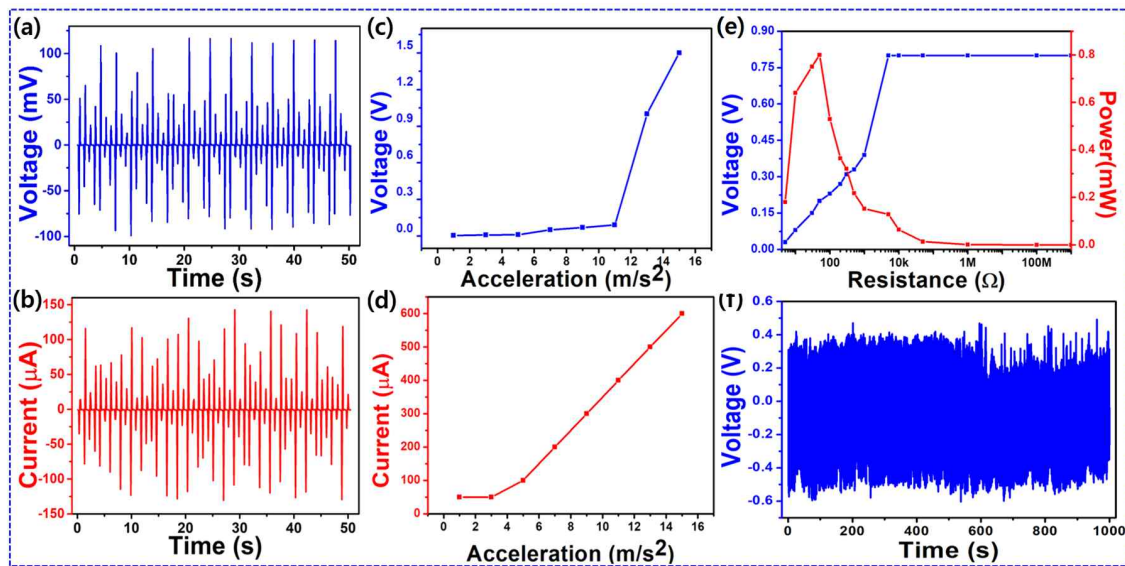 (a)
Voltage (mV)
100
50
0
-50
-100
0 10 20 30 40 50
Time (s)
(c)
Voltage (V)
1.5
1.2
0.9
0.6
0.3
0.0
0 2 4 6 8 10 12 14 16
Acceleration (m/s2)
(e)
Voltage (V)
0.90
0.75
0.60
0.45
0.30
0.15
0.00
100 10k 1M 100M
Resistance (Ω)
0.8
0.6
0.4
0.2
0.0
Power(mW)
(b)
Current (μA)
150
100
50
0
-50
-100
-150
0 10 20 30 40 50
Time (s)
(d)
Current (μA)
600
500
400
300
200
100
0
0 2 4 6 8 10 12 14 16
Acceleration (m/s2)
(f)
Voltage (V)
0.6
0.4
0.2
0.0
-0.2
-0.4
-0.6
0 200 400 600 800 1000
Time (s)